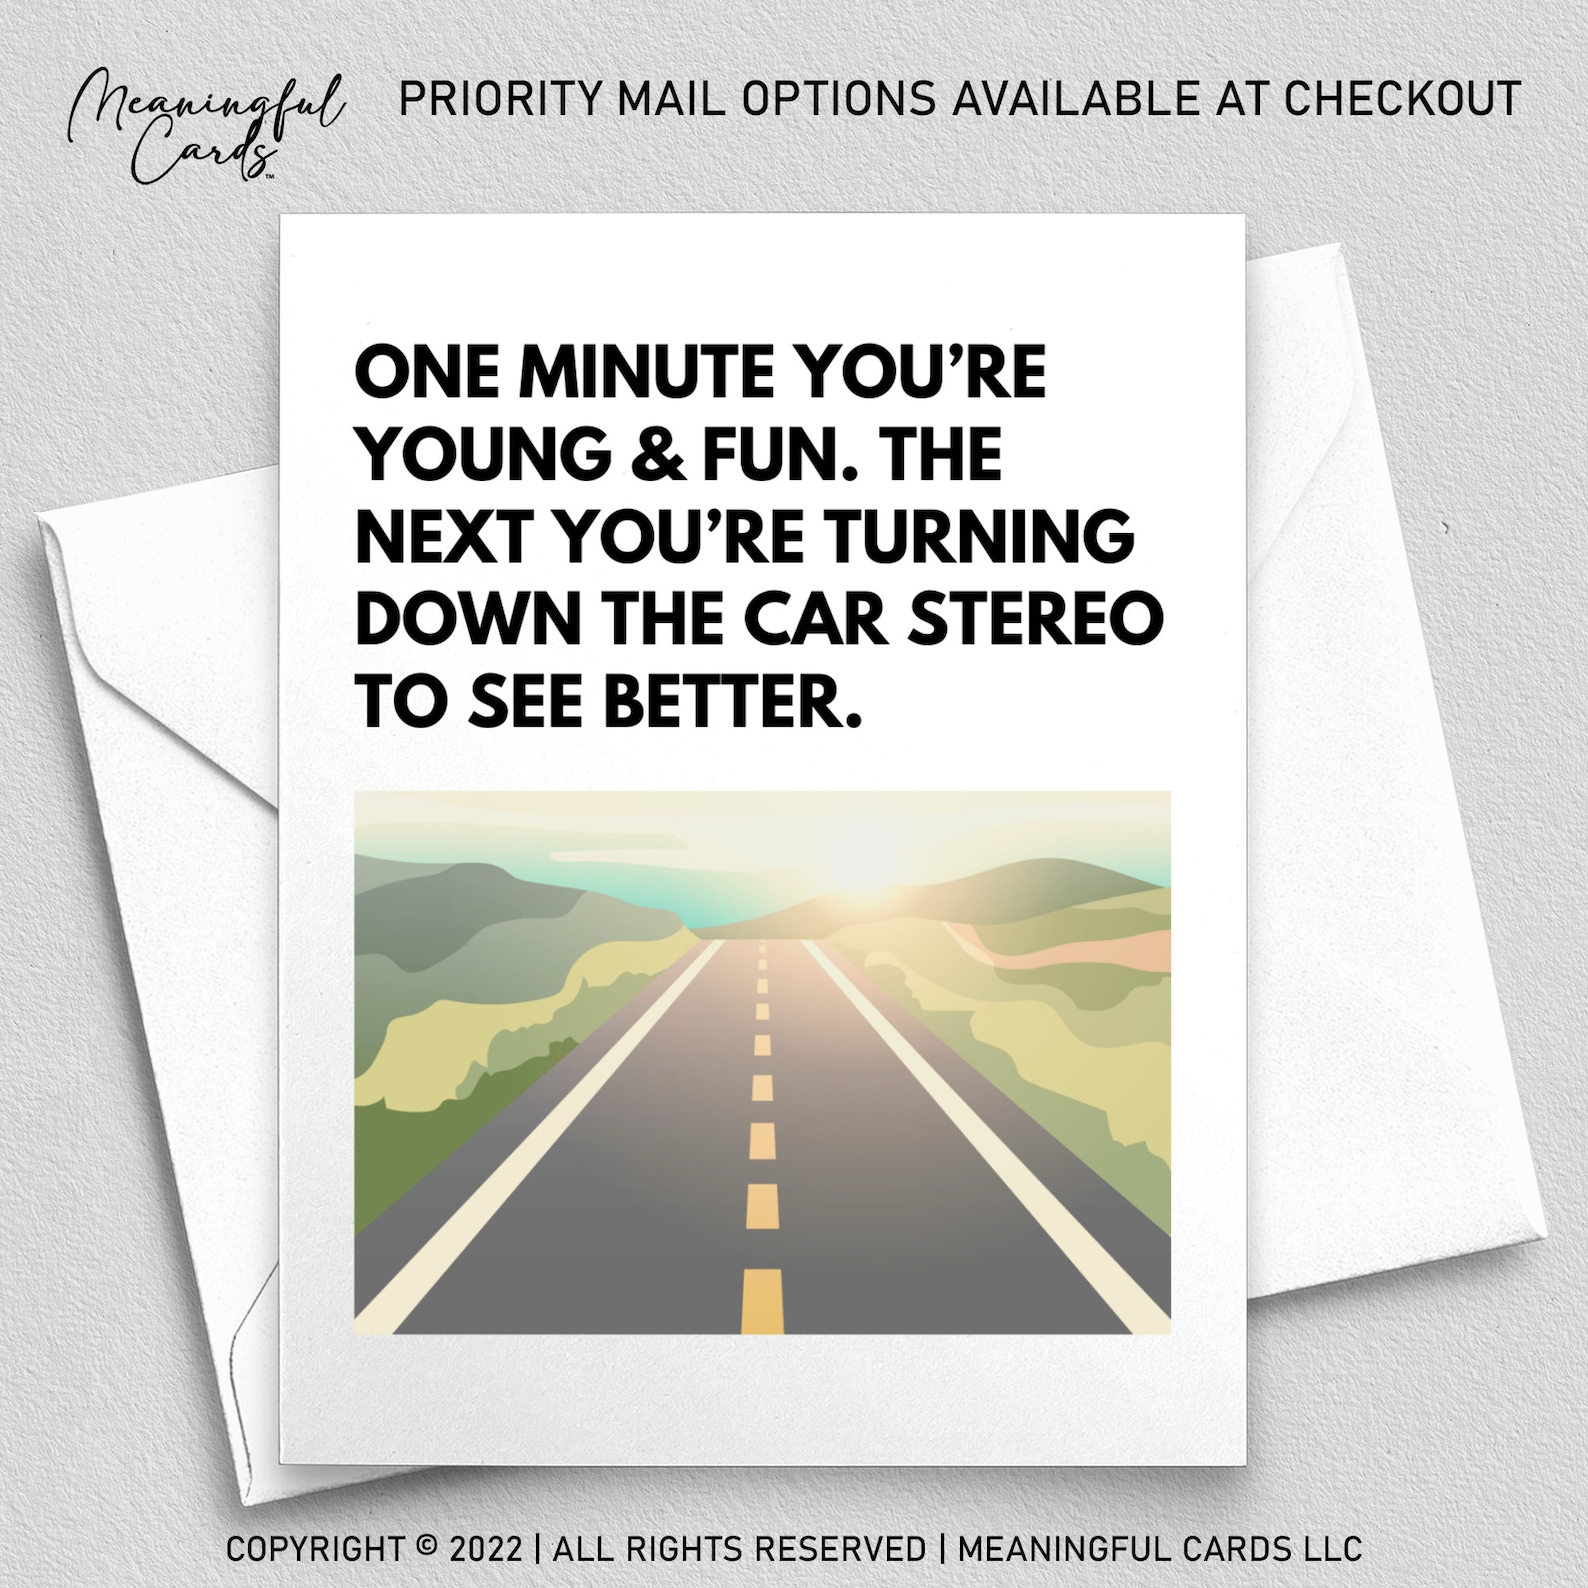 Meaningful
Cards™
PRIORITY MAIL OPTIONS AVAILABLE AT CHECKOUT
ONE MINUTE YOU’RE
YOUNG & FUN. THE
NEXT YOU’RE TURNING
DOWN THE CAR STEREO
TO SEE BETTER.
COPYRIGHT © 2022 | ALL RIGHTS RESERVED | MEANINGFUL CARDS LLC